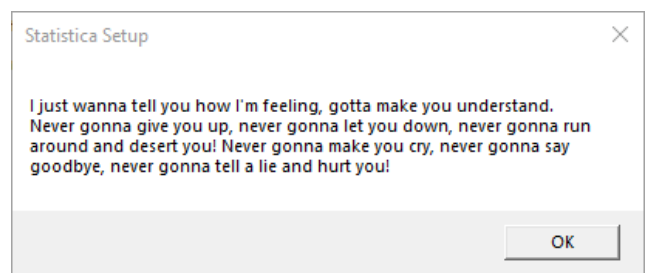 Statistica Setup
I just wanna tell you how I'm feeling, gotta make you understand.
Never gonna give you up, never gonna let you down, never gonna run
around and desert you! Never gonna make you cry, never gonna say
goodbye, never gonna tell a lie and hurt you!
OK